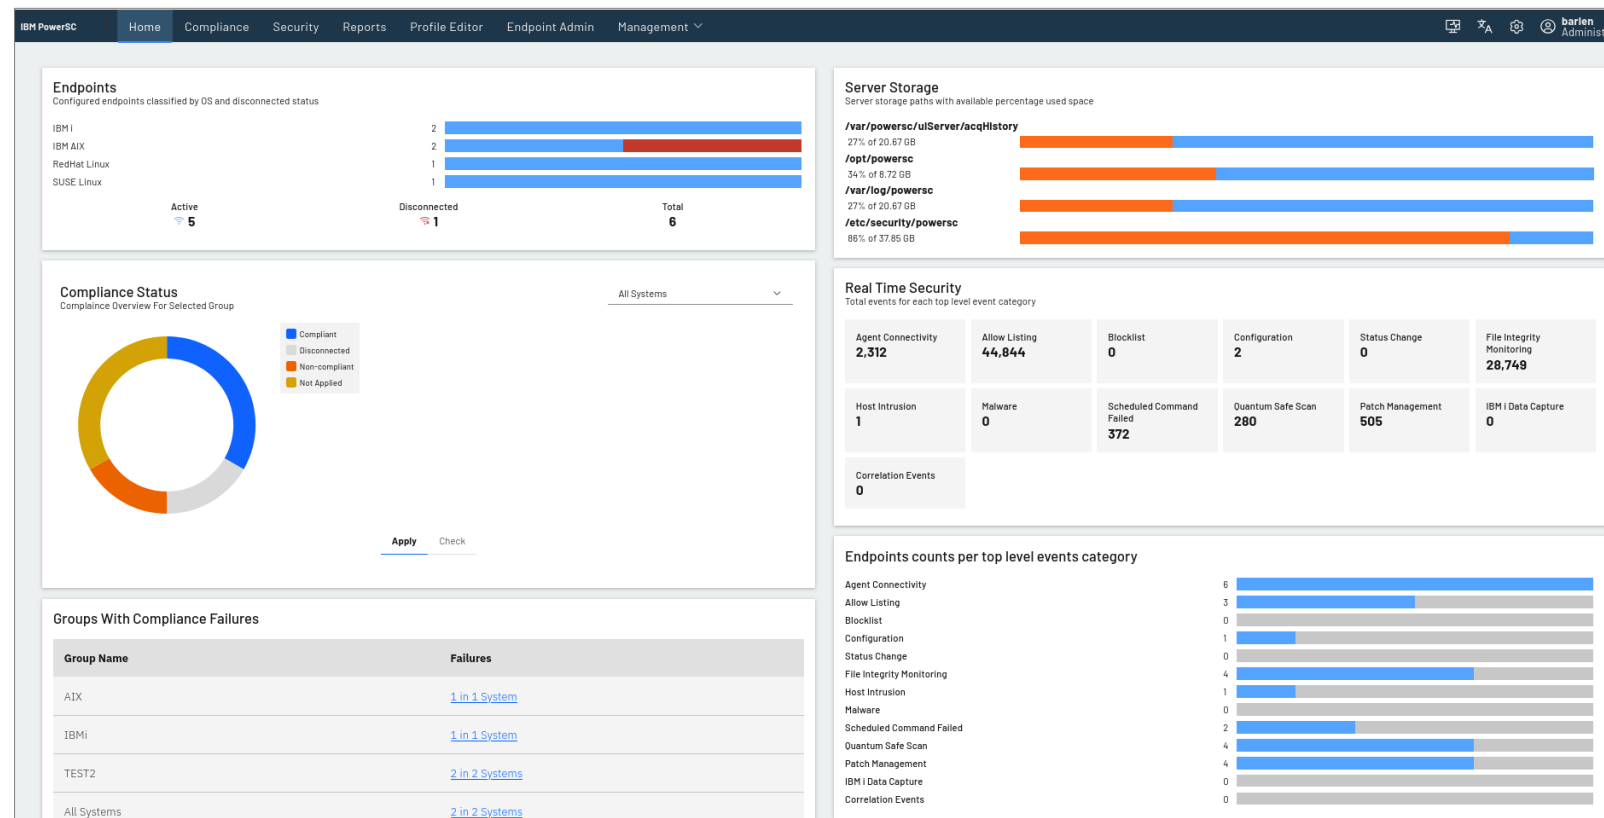 IBM PowerSC
Home
Compliance
Security
Reports
Profile Editor
Endpoint Admin
Management
barlen
Administ
Endpoints
Configured endpoints classified by OS and disconnected status
IBM i 2
IBM AIX 2
RedHat Linux 1
SUSE Linux 1
Active
5
Disconnected
1
Total
6
Compliance Status
Complaince Overview For Selected Group
All Systems
Compliant
Disconnected
Non-compliant
Not Applied
Apply
Check
Groups With Compliance Failures
Group Name Failures
AIX 1 in 1 System
IBMi 1 in 1 System
TEST2 2 in 2 Systems
All Systems 2 in 2 Systems
Server Storage
Server storage paths with available percentage used space
/var/powersc/uiServer/acqHistory
27% of 20.67 GB
/opt/powersc
34% of 8.72 GB
/var/log/powersc
27% of 20.67 GB
/etc/security/powersc
86% of 37.85 GB
Real Time Security
Total events for each top level event category
Agent Connectivity
2,312
Allow Listing
44,844
Blocklist
0
Configuration
2
Status Change
0
File Integrity
Monitoring
28,749
Host Intrusion
1
Malware
0
Scheduled Command
Failed
372
Quantum Safe Scan
280
Patch Management
505
IBM i Data Capture
0
Correlation Events
0
Endpoints counts per top level events category
Agent Connectivity 6
Allow Listing 3
Blocklist 0
Configuration 1
Status Change 0
File Integrity Monitoring 4
Host Intrusion 1
Malware 0
Scheduled Command Failed 2
Quantum Safe Scan 4
Patch Management 4
IBM i Data Capture 0
Correlation Events 0